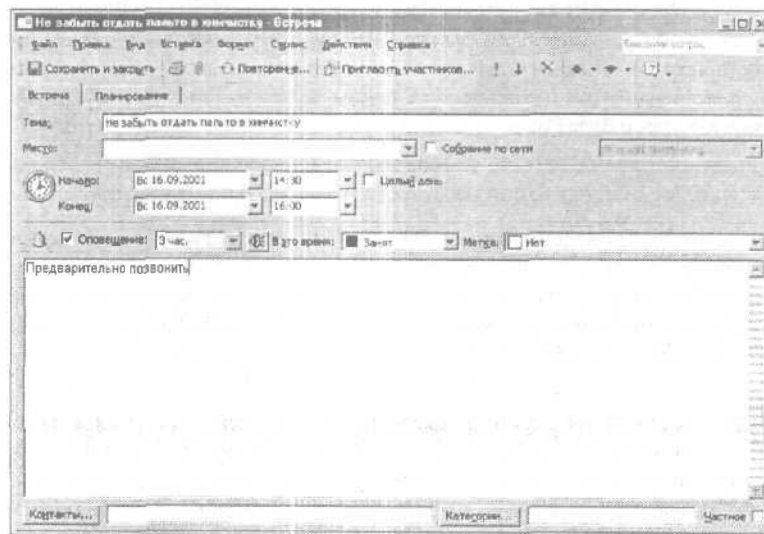 Не забыть отдать пальто в химчистку - Встреча
Файл Правка Вид Вставка Формат Сервис Действия Справка
Сохранить и закрыть Повторение... Пригласить участников...
Встреча Планирование
Тема: Не забыть отдать пальто в химчистку
Место: Собрание по сети
Начало: Вс 16.09.2001 14:30 Целый день
Конец: Вс 16.09.2001 16:00
Оповещение: 3 час. В это время: Занят Метка: Нет
Предварительно позвонить
Контакты... Категории... Частное